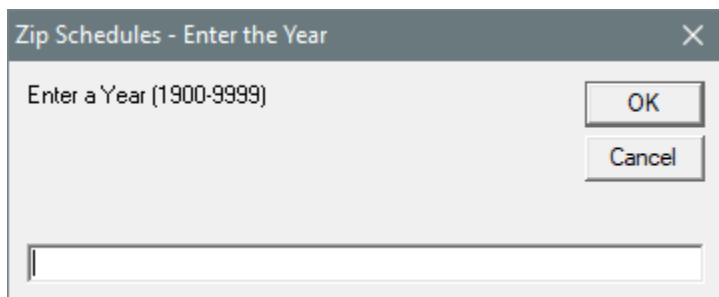 Zip Schedules - Enter the Year
Enter a Year (1900-9999)
OK
Cancel